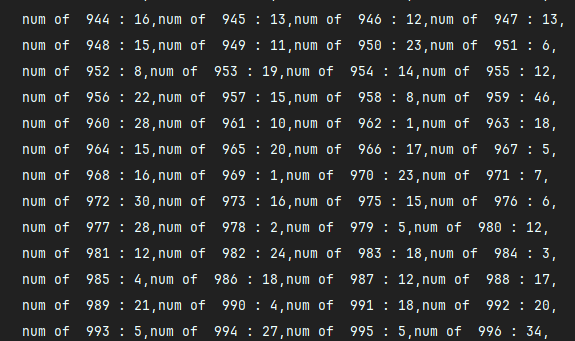 num of  944 : 16,num of  945 : 13,num of  946 : 12,num of  947 : 13,
num of  948 : 15,num of  949 : 11,num of  950 : 23,num of  951 : 6,
num of  952 : 8,num of  953 : 19,num of  954 : 14,num of  955 : 12,
num of  956 : 22,num of  957 : 15,num of  958 : 8,num of  959 : 46,
num of  960 : 28,num of  961 : 10,num of  962 : 1,num of  963 : 18,
num of  964 : 15,num of  965 : 20,num of  966 : 17,num of  967 : 5,
num of  968 : 16,num of  969 : 1,num of  970 : 23,num of  971 : 7,
num of  972 : 30,num of  973 : 16,num of  975 : 15,num of  976 : 6,
num of  977 : 28,num of  978 : 2,num of  979 : 5,num of  980 : 12,
num of  981 : 12,num of  982 : 24,num of  983 : 18,num of  984 : 3,
num of  985 : 4,num of  986 : 18,num of  987 : 12,num of  988 : 17,
num of  989 : 21,num of  990 : 4,num of  991 : 18,num of  992 : 20,
num of  993 : 5,num of  994 : 27,num of  995 : 5,num of  996 : 34,